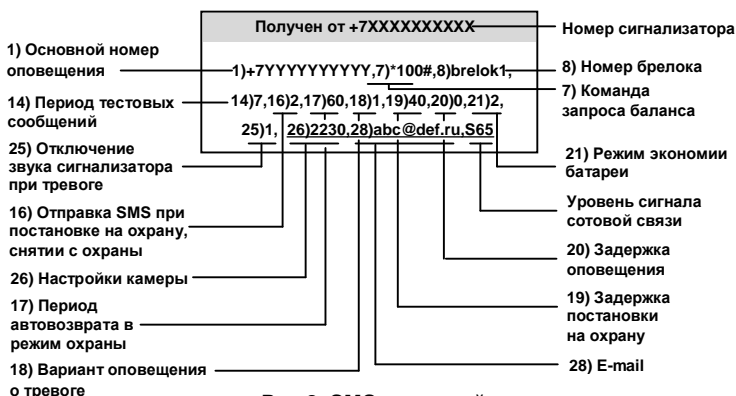 Получен от +7XXXXXXXXXX
Номер сигнализатора
1) Основной номер
оповещения
1)+7YYYYYYYYYY,7)*100#,8)brelok1,
8) Номер брелока
7) Команда
запроса баланса
14) Период тестовых
сообщений
14)7,16)2,17)60,18)1,19)40,20)0,21)2,
25)1, 26)2230,28)abc@def.ru,S65
25) Отключение
звука сигнализатора
при тревоге
21) Режим экономии
батареи
16) Отправка SMS при
постановке на охрану,
снятии с охраны
Уровень сигнала
сотовой связи
26) Настройки камеры
20) Задержка
оповещения
17) Период
автовозврата в
режим охраны
19) Задержка
постановки
на охрану
18) Вариант оповещения
о тревоге
28) E-mail